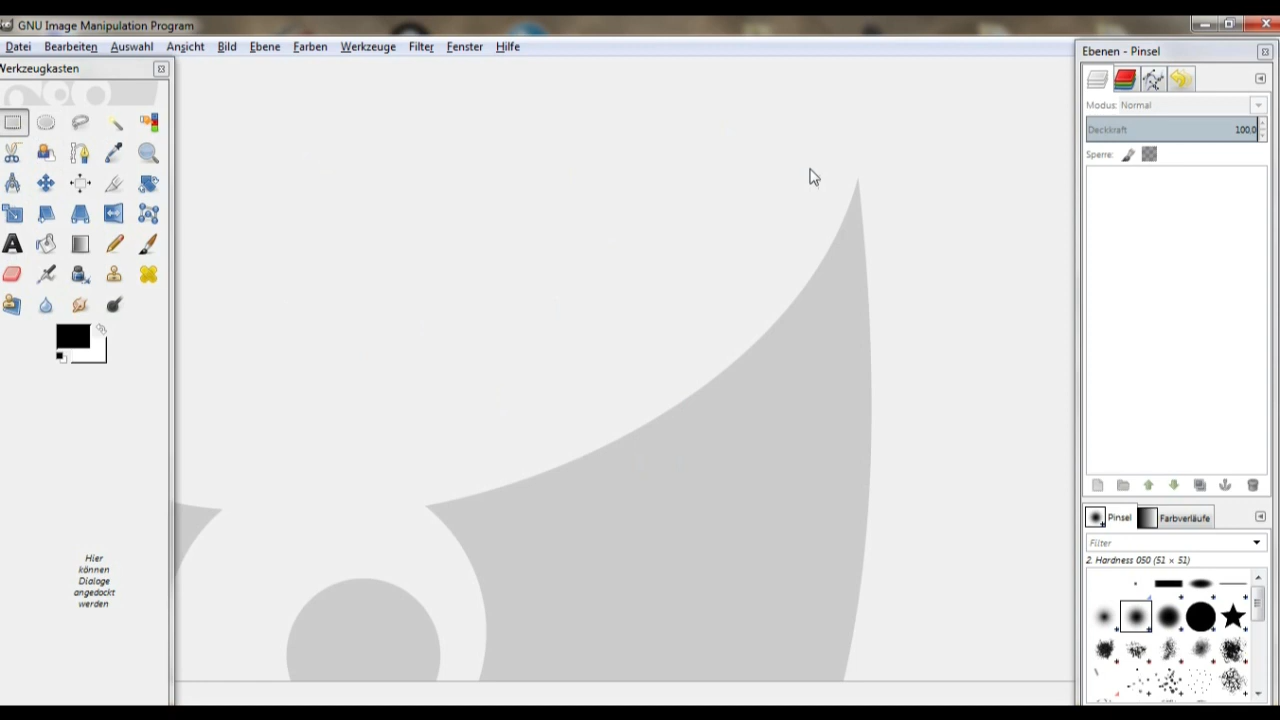 GNU Image Manipulation Program
Datei Bearbeiten Auswahl Ansicht Bild Ebene Farben Werkzeuge Filter Fenster Hilfe
Werkzeugkasten
Hier
können
Dialoge
angedockt
werden
Ebenen - Pinsel
Modus: Normal
Deckkraft 100,0
Sperre:
Pinsel Farbverläufe
Filter
2. Hardness 050 (51 × 51)